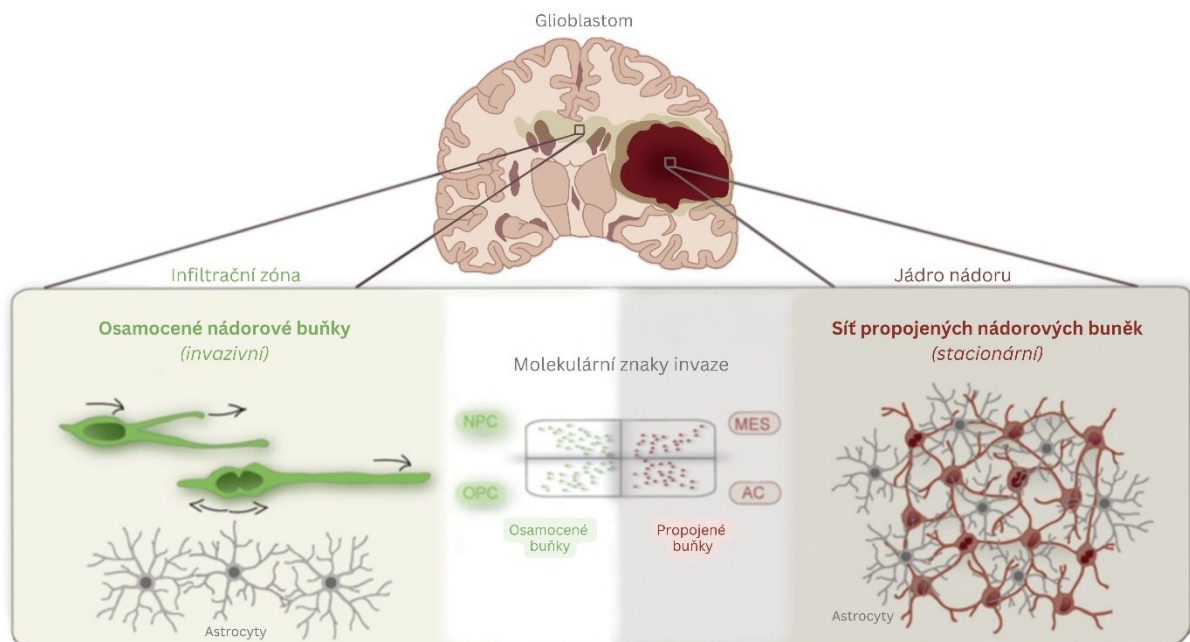 Glioblastom
Infiltrační zóna
Jádro nádoru
Osamocené nádorové buňky
(invazivní)
Molekulární znaky invaze
NPC
OPC
MES
AC
Osamocené
buňky
Propojené
buňky
Astrocyty
Síť propojených nádorových buněk
(stacionární)
Astrocyty